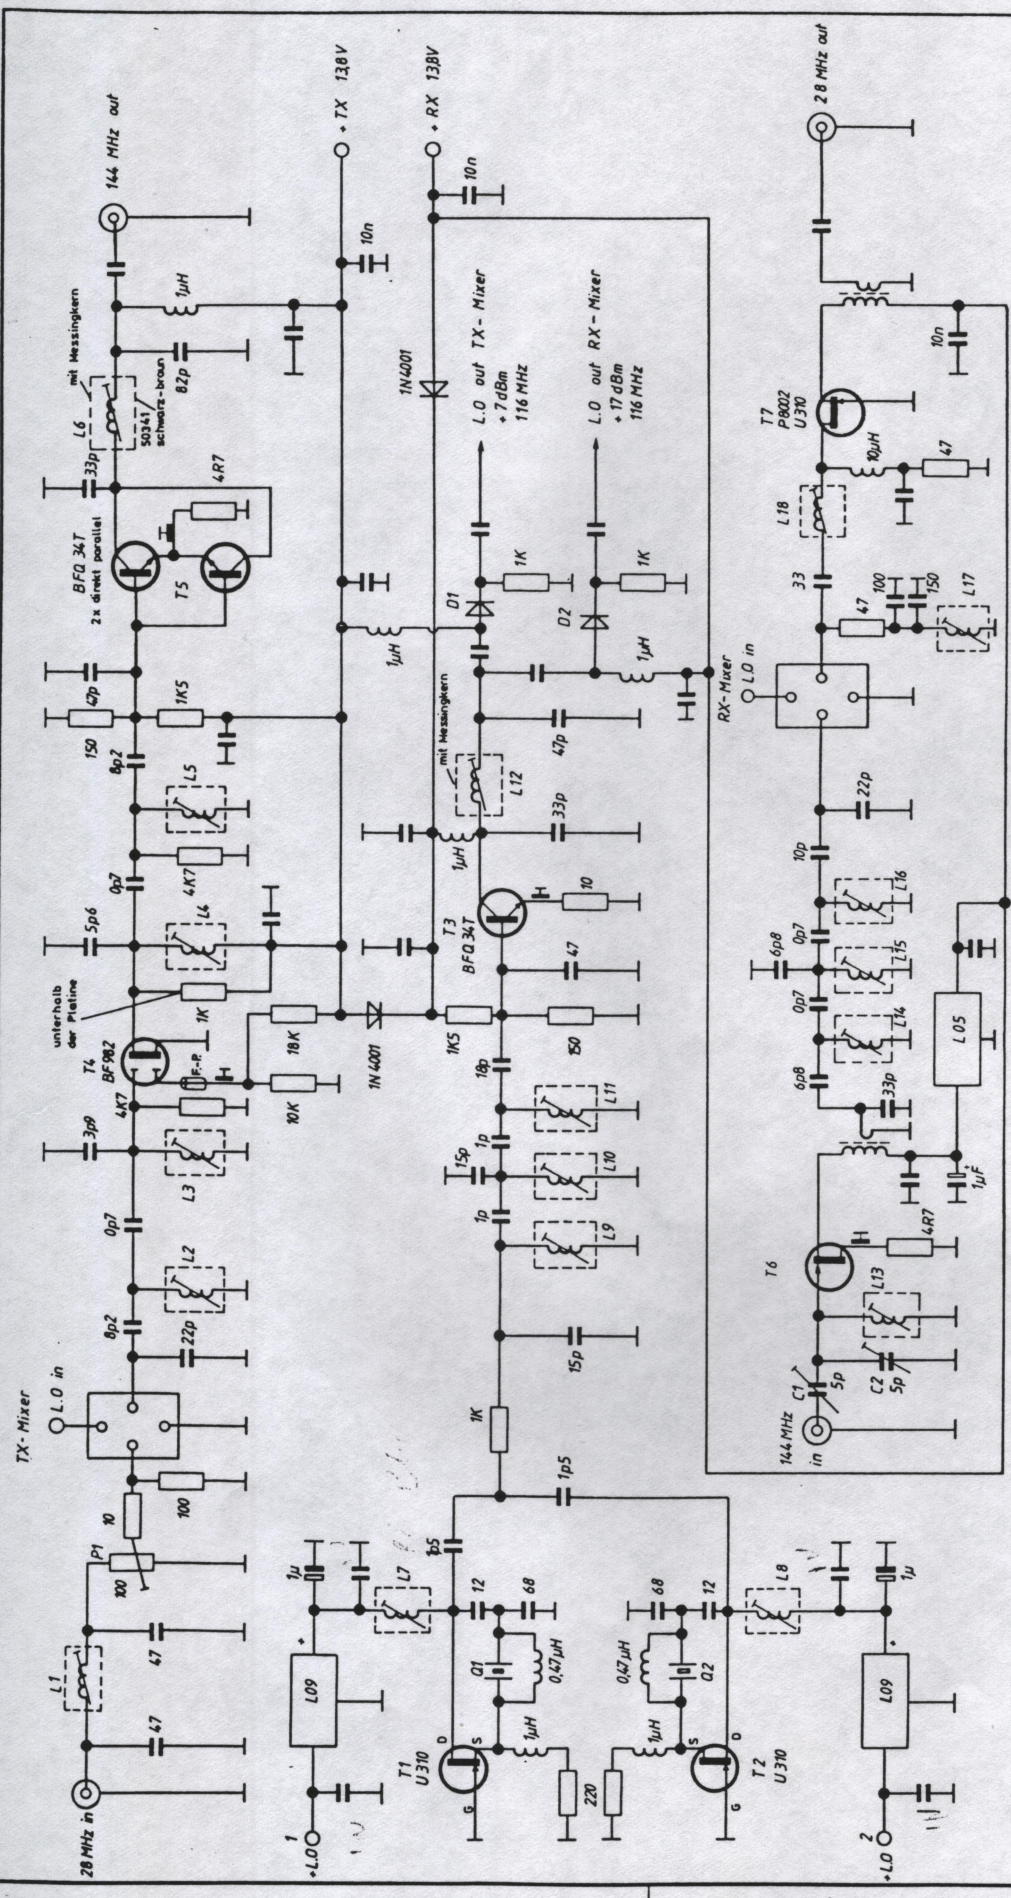 28 MHz in
47
L1
47
P1
100
10
100
TX-Mixer
L.O in
22p
8p2
L2
0p7
L3
3p9
4K7
T4
BF982
F.-P.
unterhalb
der Platine
1K
5p6
L4
0p7
4K7
L5
8p2
150
47p
1K5
BFQ 34T
2x direkt parallel
T5
4R7
33p
L6
mit Messingkern
50341
schwarz-braun
82p
1µH
144 MHz out
10K
18K
+ TX 13,8V
10n
+ RX 13,8V
10n
1N4001
1N4001
+L.O 1
L09
+
1µ
L7
T1
U310
D
S
G
1µH
220
Q1
0,47µH
12
68
1p5
1p5
68
12
0,47µH
Q2
1µH
S
D
G
T2
U310
L8
+L.O 2
L09
+
1µ
1K
15p
L9
1p
15p
L10
1p
L11
18p
1K5
150
47
T3
BFQ 34T
10
1µH
33p
mit Messingkern
L12
47p
1µH
D1
1K
L.O out TX-Mixer
+ 7 dBm
116 MHz
D2
1µH
1K
L.O out RX-Mixer
+ 17 dBm
116 MHz
144 MHz
in
C1
5p
C2
5p
L13
T6
4R7
1µF
+
33p
6p8
L14
0p7
6p8
L15
0p7
L16
L05
10p
22p
RX-Mixer
L.O in
47
100
150
L17
33
L18
10µH
47
T7
P8002
U310
10n
28 MHz out